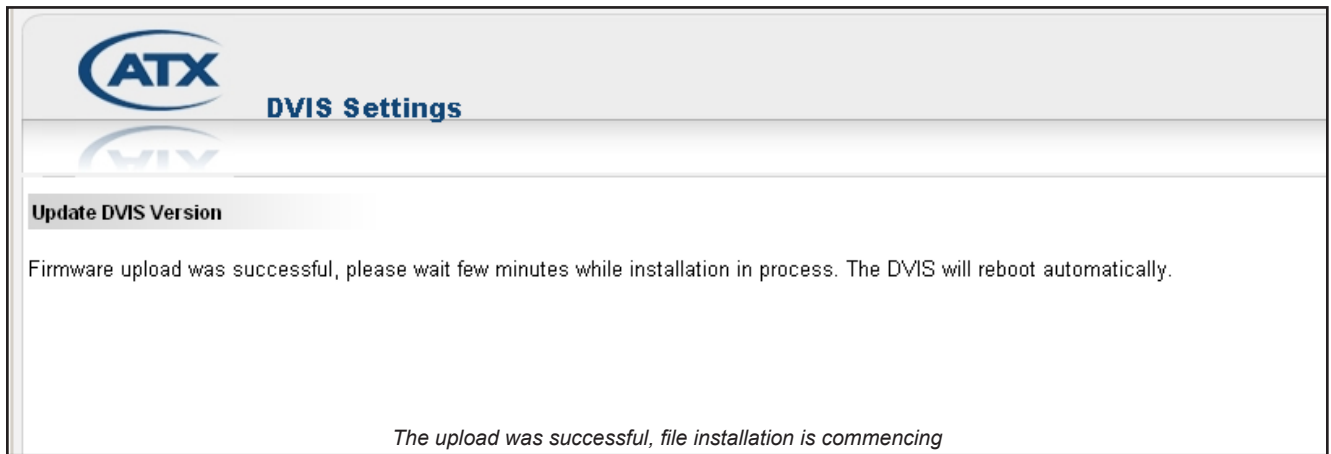 ATX
DVIS Settings
Update DVIS Version
Firmware upload was successful, please wait few minutes while installation in process. The DVIS will reboot automatically.
The upload was successful, file installation is commencing